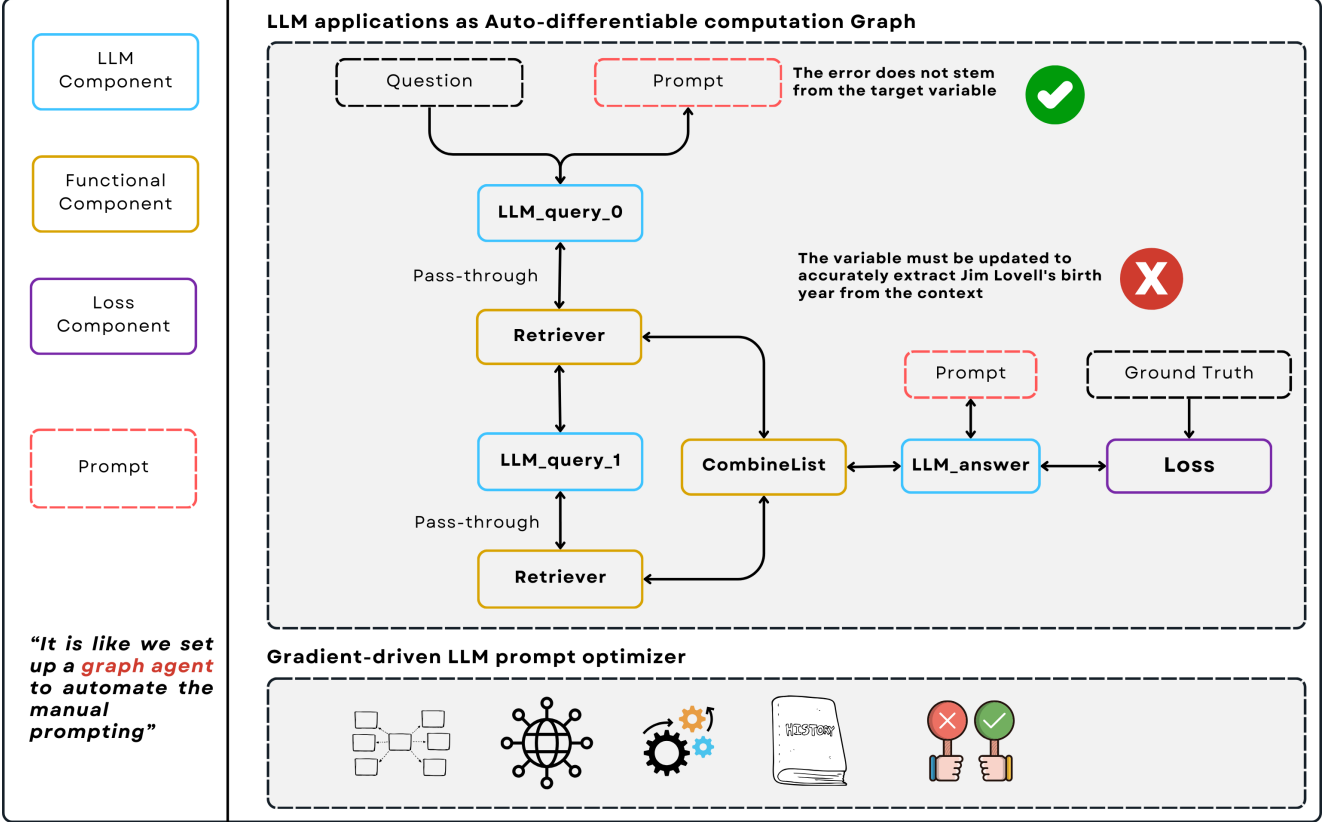 LLM
Component
Functional
Component
Loss
Component
Prompt
“It is like we set
up a graph agent
to automate the
manual
prompting”
LLM applications as Auto-differentiable computation Graph
Question
Prompt
The error does not stem
from the target variable
LLM_query_0
Pass-through
The variable must be updated to
accurately extract Jim Lovell's birth
year from the context
X
Retriever
Prompt
Ground Truth
LLM_query_1
CombineList
LLM_answer
Loss
Pass-through
Retriever
Gradient-driven LLM prompt optimizer
HISTORY